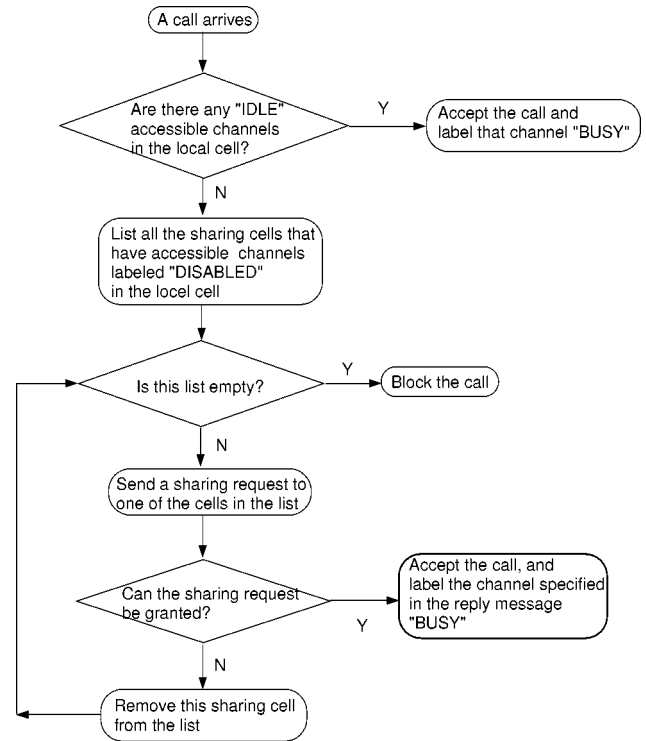 A call arrives
Are there any "IDLE"
accessible channels
in the local cell?
Y
Accept the call and
label that channel "BUSY"
N
List all the sharing cells that
have accessible channels
labeled "DISABLED"
in the locel cell
Is this list empty?
Y
Block the call
N
Send a sharing request to
one of the cells in the list
Can the sharing request
be granted?
Y
Accept the call, and
label the channel specified
in the reply message
"BUSY"
N
Remove this sharing cell
from the list